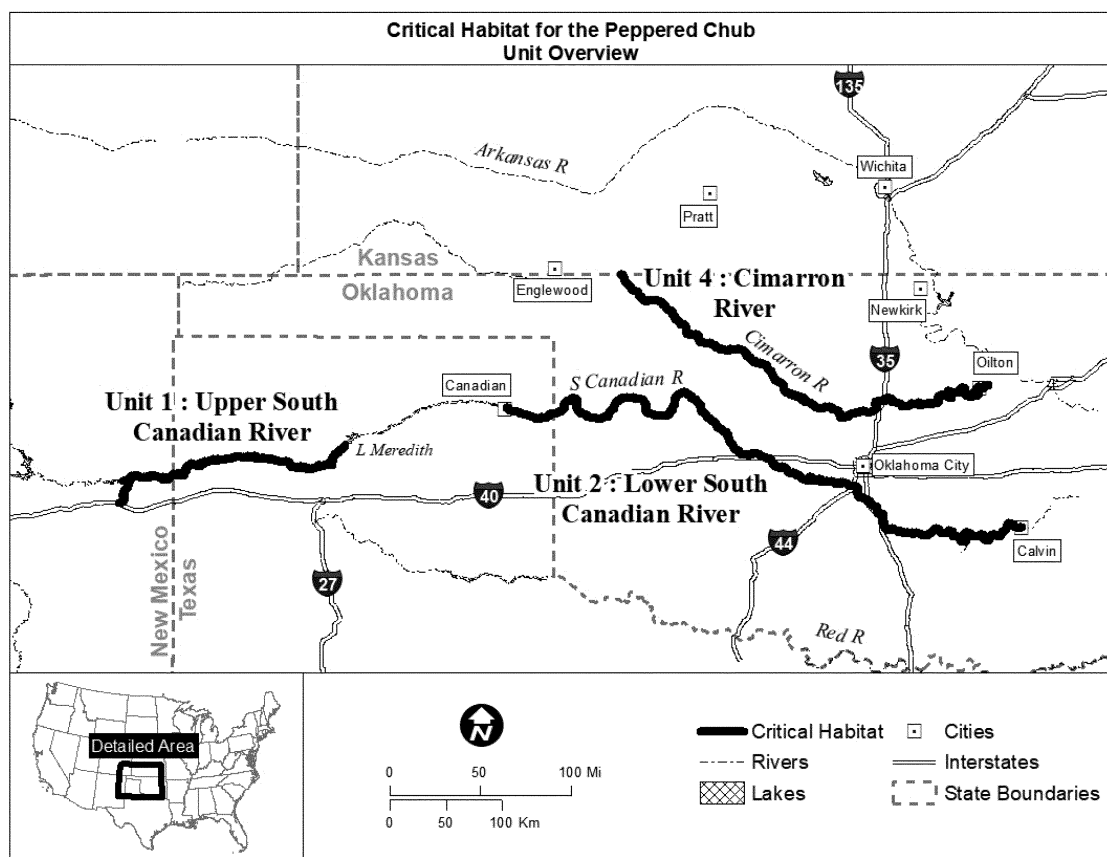 Critical Habitat for the Peppered Chub
Unit Overview
135
Arkansas R
Wichita
Pratt
Kansas
Oklahoma
Englewood
Unit 4 : Cimarron
River
Newkirk
35
Cimarron R
Oilton
Canadian
S Canadian R
Unit 1 : Upper South
Canadian River
L Meredith
Oklahoma City
40
Unit 2 : Lower South
Canadian River
44
Calvin
27
New Mexico
Texas
Red R
Detailed Area
N
0 50 100 Mi
0 50 100 Km
Critical Habitat
Cities
Rivers
Interstates
Lakes
State Boundaries